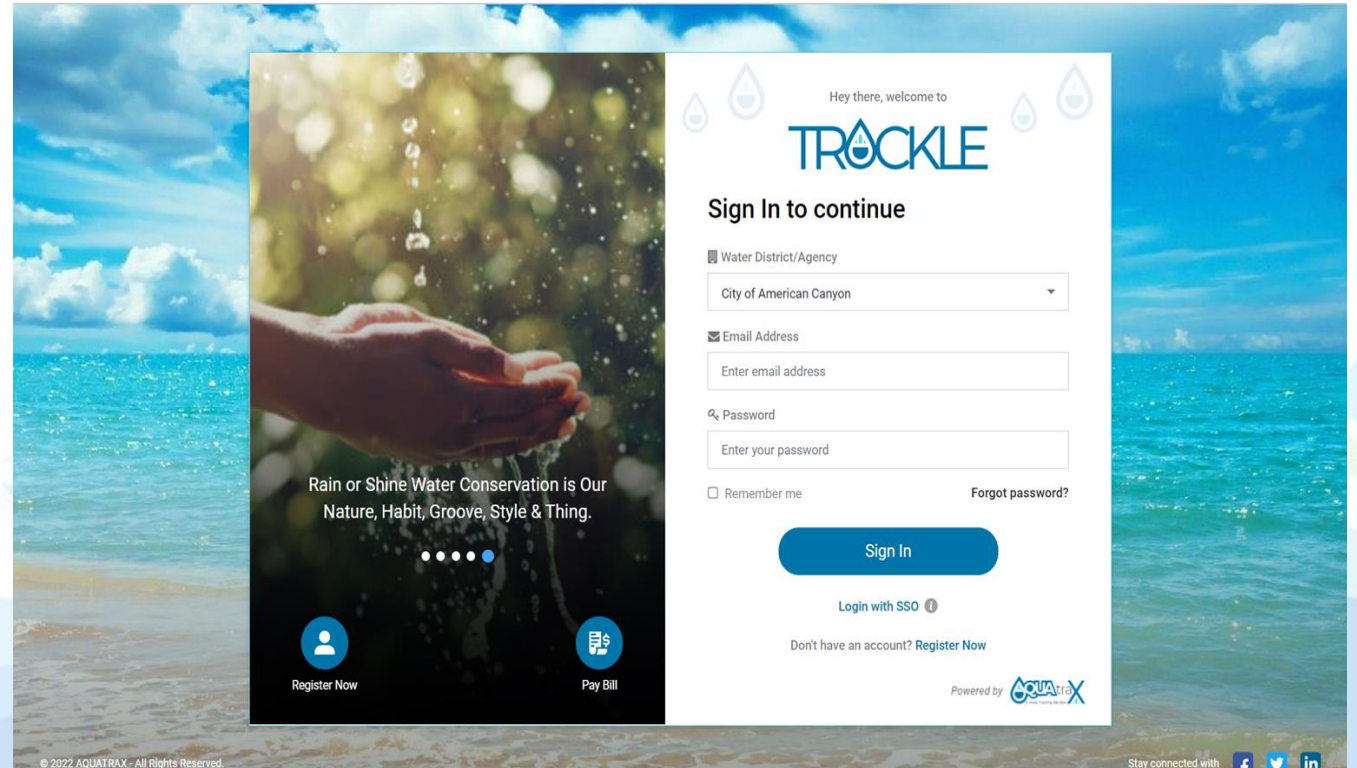 Hey there, welcome to
TRACKLE
Sign In to continue
Water District/Agency
City of American Canyon
Email Address
Enter email address
Password
Enter your password
Remember me
Forgot password?
Sign In
Login with SSO
Don't have an account? Register Now
Powered by AQUAtraX
Rain or Shine Water Conservation is Our
Nature, Habit, Groove, Style & Thing.
Register Now
Pay Bill
© 2022 AQUATRAX - All Rights Reserved.
Stay connected with